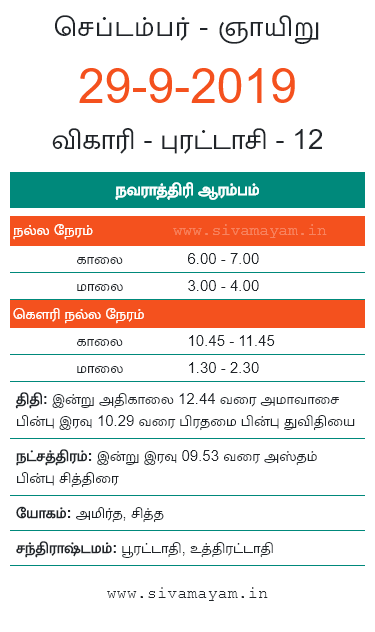 செப்டம்பர் - ஞாயிறு
29-9-2019
விகாரி - புரட்டாசி - 12
நவராத்திரி ஆரம்பம்
நல்ல நேரம் www.sivamayam.in
காலை 6.00 - 7.00
மாலை 3.00 - 4.00
கௌரி நல்ல நேரம்
காலை 10.45 - 11.45
மாலை 1.30 - 2.30
திதி: இன்று அதிகாலை 12.44 வரை அமாவாசை
பின்பு இரவு 10.29 வரை பிரதமை பின்பு துவிதியை
நட்சத்திரம்: இன்று இரவு 09.53 வரை அஸ்தம்
பின்பு சித்திரை
யோகம்: அமிர்த, சித்த
சந்திராஷ்டமம்: பூரட்டாதி, உத்திரட்டாதி
www.sivamayam.in